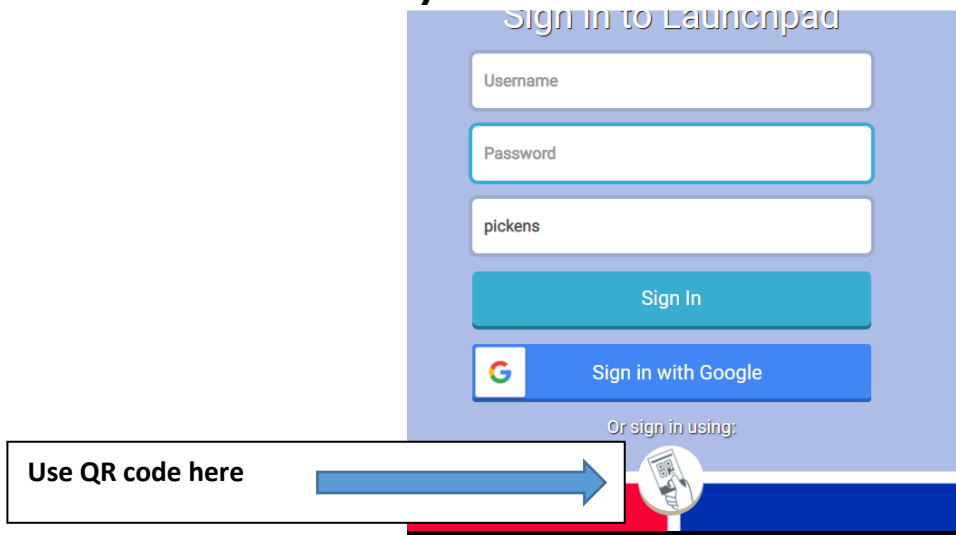 Sign in to Launchpad
Username
Password
pickens
Sign In
G Sign in with Google
Or sign in using:
Use QR code here